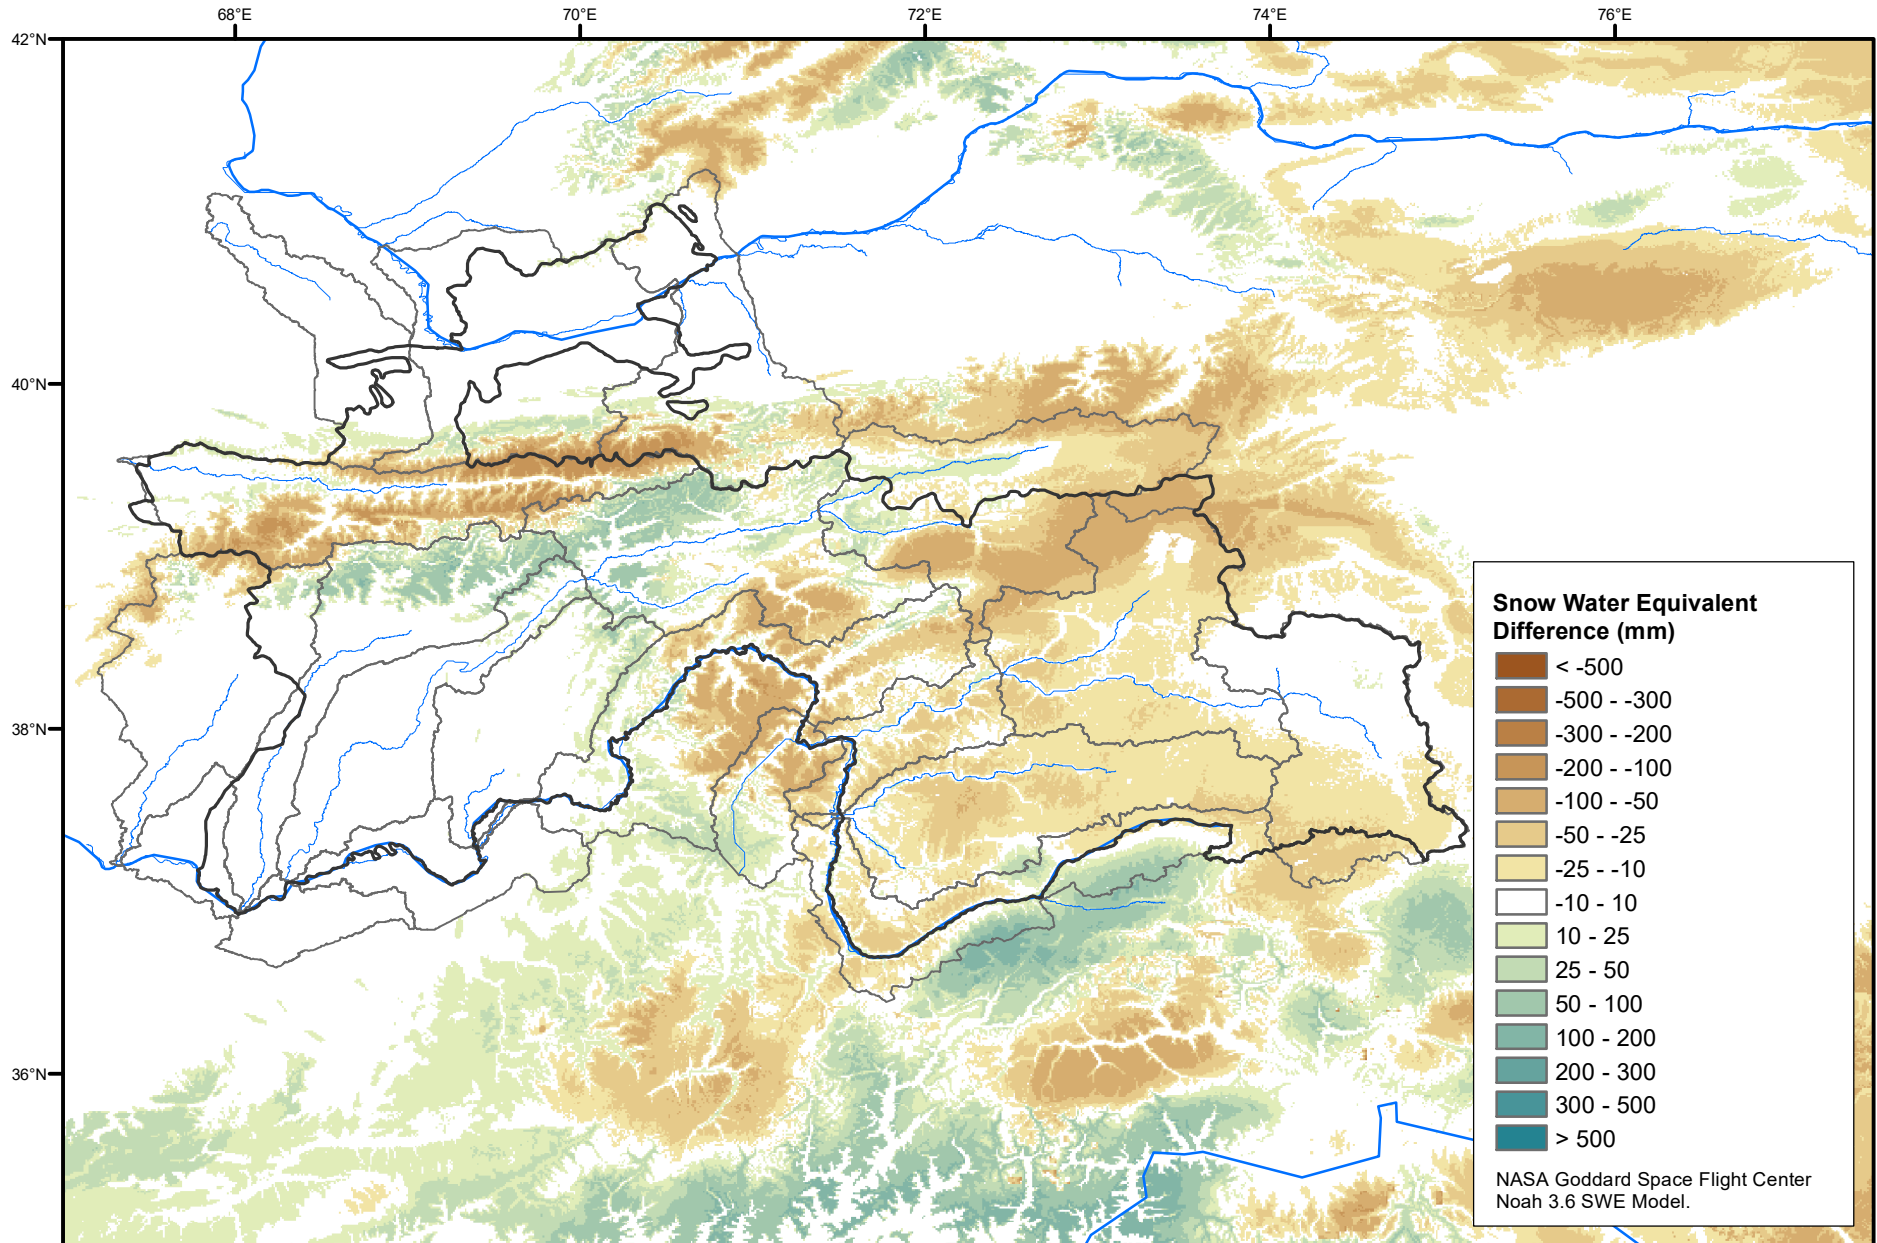 68°E
70°E
72°E
74°E
76°E
42°N
40°N
38°N
36°N
Snow Water Equivalent
Difference (mm)
< -500
-500 - -300
-300 - -200
-200 - -100
-100 - -50
-50 - -25
-25 - -10
-10 - 10
10 - 25
25 - 50
50 - 100
100 - 200
200 - 300
300 - 500
> 500
NASA Goddard Space Flight Center
Noah 3.6 SWE Model.